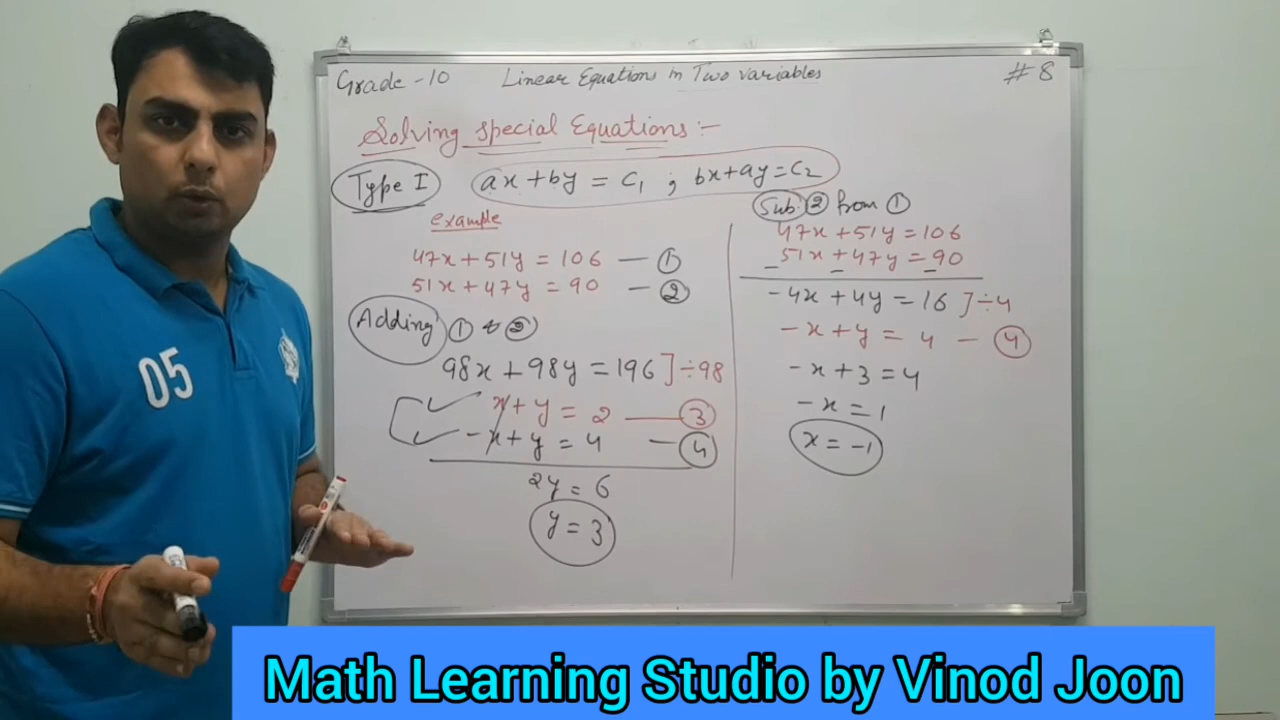 Grade - 10 Linear Equations in Two variables # 8
Solving special Equations :-
Type I ax + by = c₁ ; bx + ay = c₂
example
47x + 51y = 106 — ①
51x + 47y = 90 — ②
Adding ① & ②
98x + 98y = 196 ] ÷ 98
x + y = 2 — ③
- x + y = 4 — ④
2y = 6
y = 3
Sub. ② from ①
47x + 51y = 106
51x + 47y = 90
- - -
- 4x + 4y = 16 ] ÷ 4
- x + y = 4 — ④
- x + 3 = 4
- x = 1
x = -1
05
Math Learning Studio by Vinod Joon